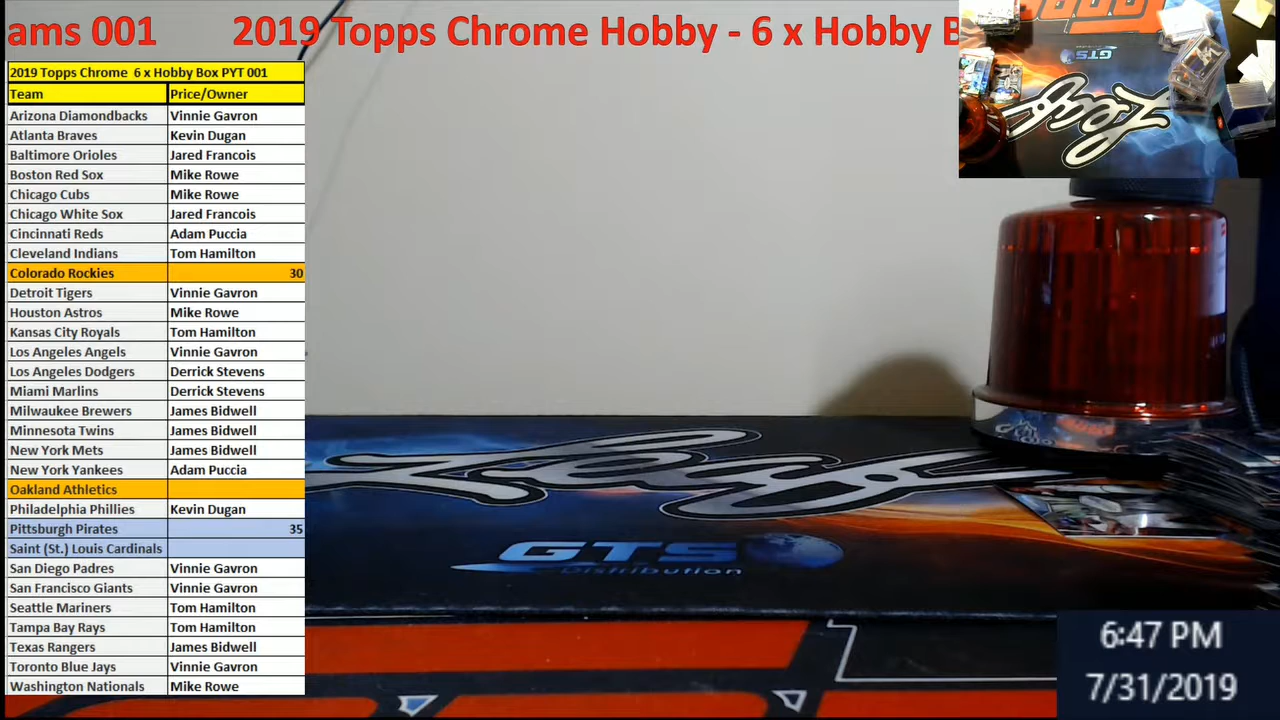 ams 001 2019 Topps Chrome Hobby - 6 x Hobby B
2019 Topps Chrome 6 x Hobby Box PYT 001
Team Price/Owner
Arizona Diamondbacks Vinnie Gavron
Atlanta Braves Kevin Dugan
Baltimore Orioles Jared Francois
Boston Red Sox Mike Rowe
Chicago Cubs Mike Rowe
Chicago White Sox Jared Francois
Cincinnati Reds Adam Puccia
Cleveland Indians Tom Hamilton
Colorado Rockies 30
Detroit Tigers Vinnie Gavron
Houston Astros Mike Rowe
Kansas City Royals Tom Hamilton
Los Angeles Angels Vinnie Gavron
Los Angeles Dodgers Derrick Stevens
Miami Marlins Derrick Stevens
Milwaukee Brewers James Bidwell
Minnesota Twins James Bidwell
New York Mets James Bidwell
New York Yankees Adam Puccia
Oakland Athletics
Philadelphia Phillies Kevin Dugan
Pittsburgh Pirates 35
Saint (St.) Louis Cardinals
San Diego Padres Vinnie Gavron
San Francisco Giants Vinnie Gavron
Seattle Mariners Tom Hamilton
Tampa Bay Rays Tom Hamilton
Texas Rangers James Bidwell
Toronto Blue Jays Vinnie Gavron
Washington Nationals Mike Rowe
GTS
Leaf
Leaf
GTS
Distribution
6:47 PM
7/31/2019